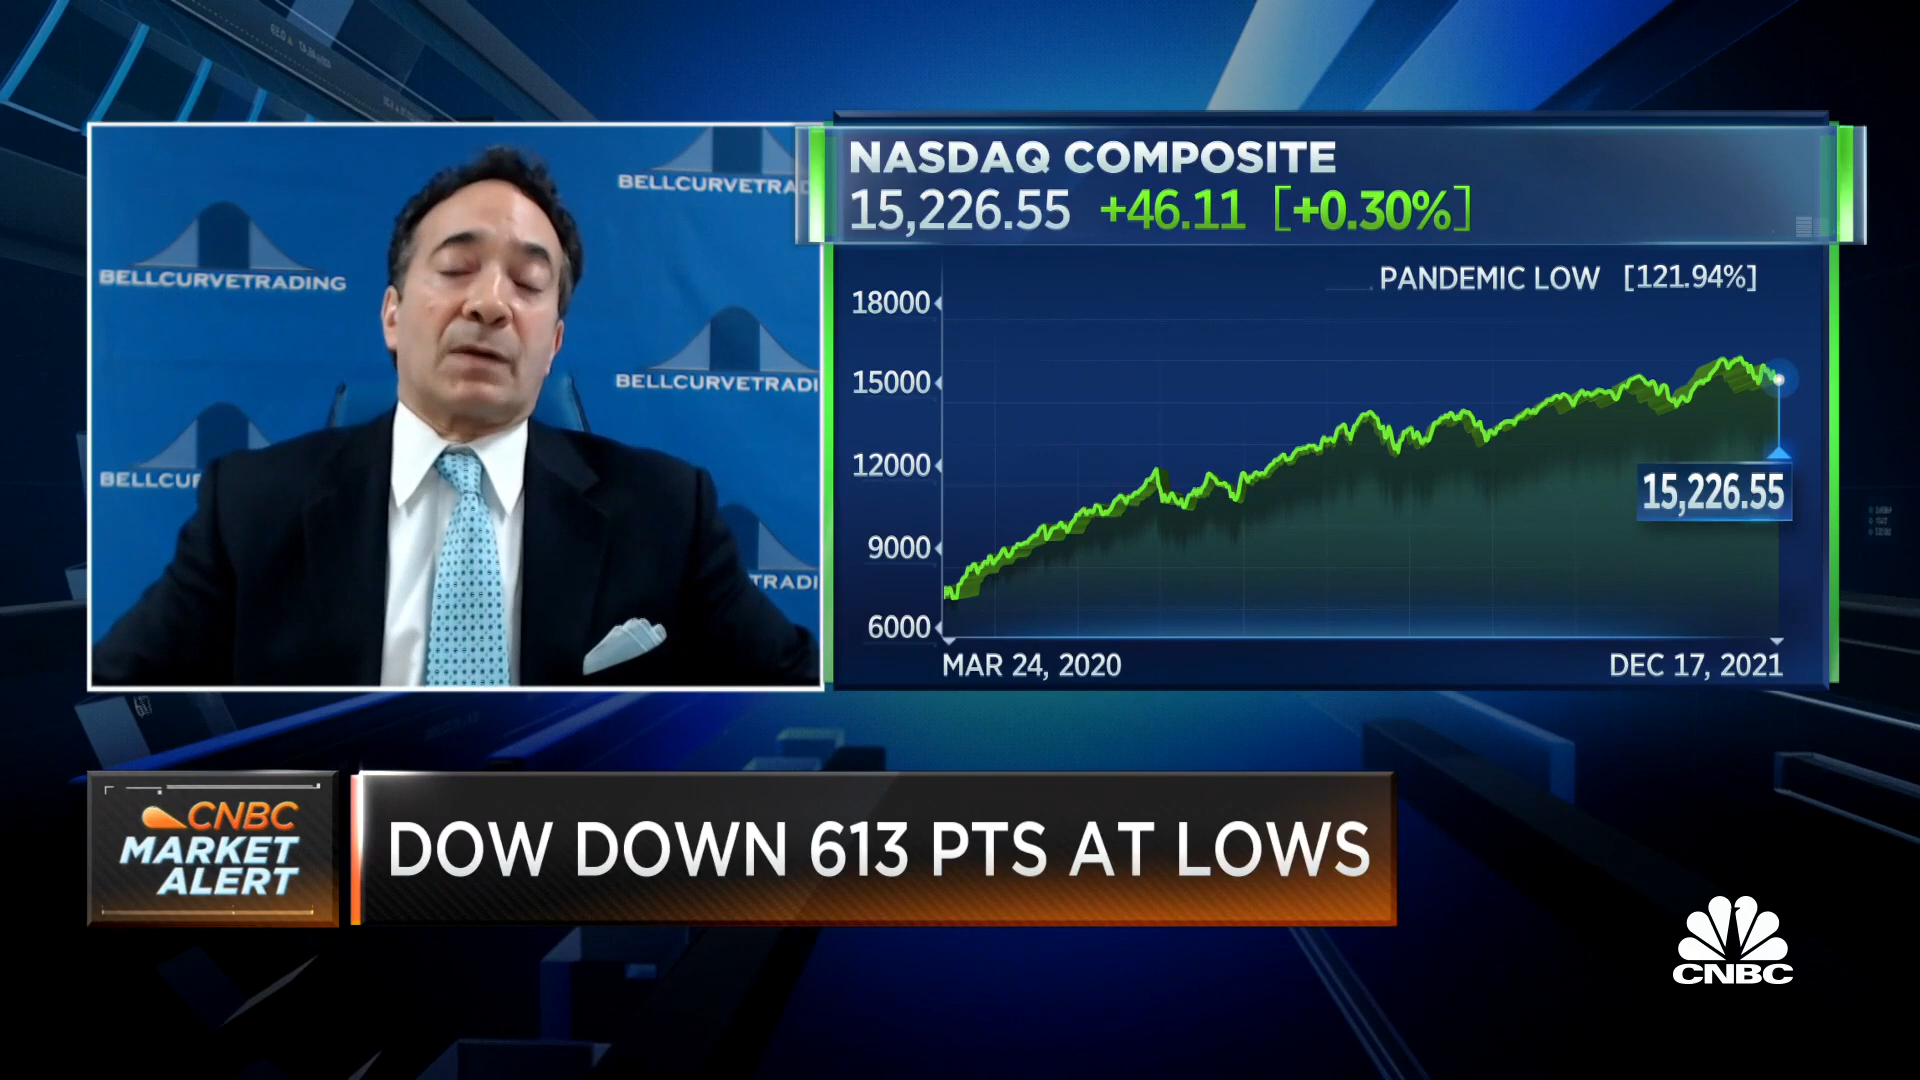 BELLCURVETRA
BELLCURVETRADING
BELLCURVETRADI
BELLCUR
TRADI
NASDAQ COMPOSITE
15,226.55 +46.11 [+0.30%]
PANDEMIC LOW [121.94%]
18000
15000
12000
9000
6000
15,226.55
MAR 24, 2020
DEC 17, 2021
CNBC
MARKET
ALERT
DOW DOWN 613 PTS AT LOWS
CNBC